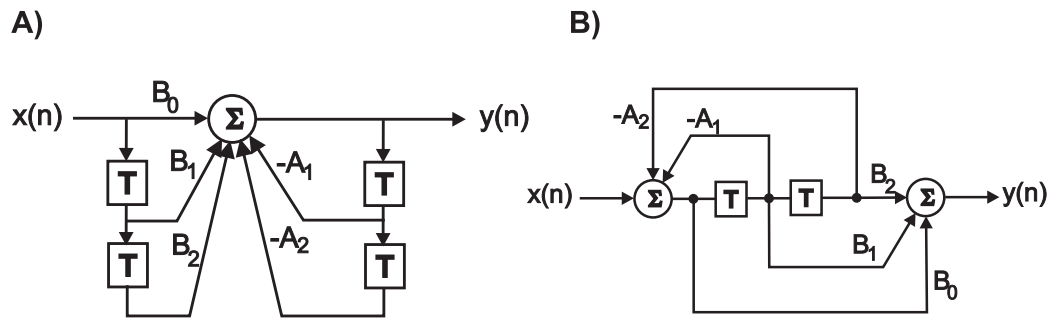 A)
B)
x(n)
B0
Σ
y(n)
T
B1
-A1
T
T
B2
-A2
T
-A2
-A1
x(n)
Σ
T
T
B2
Σ
y(n)
B1
B0